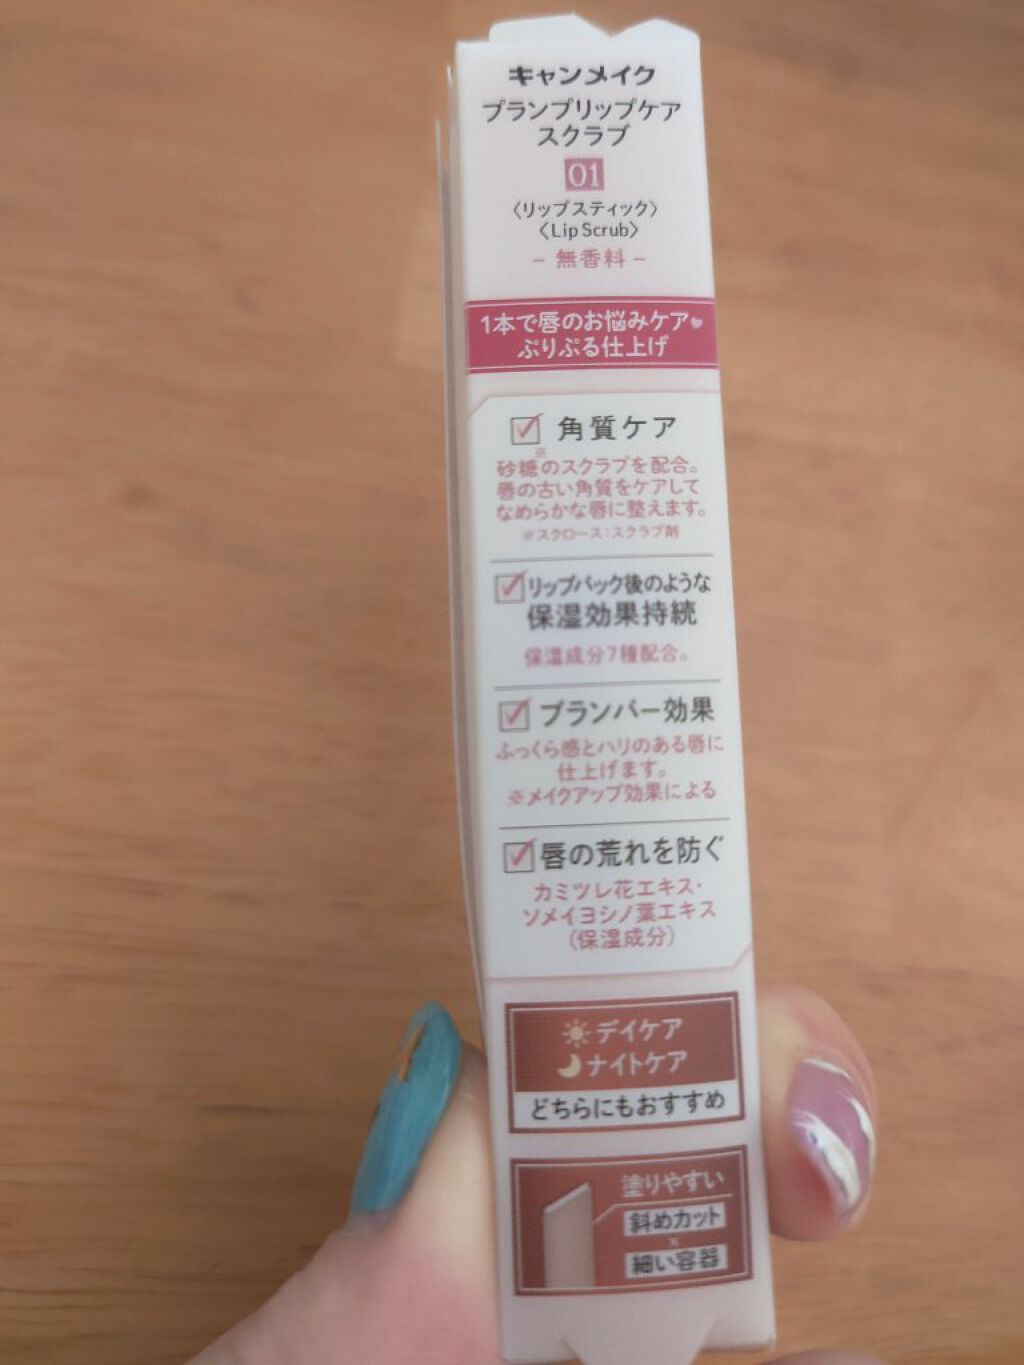 キャンメイク
プランプリップケア
スクラブ
01
〈リップスティック〉
〈Lip Scrub〉
− 無香料 −
1本で唇のお悩みケア♥
ぷりぷる仕上げ
角質ケア
砂糖※のスクラブを配合。
唇の古い角質をケアして
なめらかな唇に整えます。
※スクロース：スクラブ剤
リップパック後のような
保湿効果持続
保湿成分7種配合。
プランパー効果
ふっくら感とハリのある唇に
仕上げます。
※メイクアップ効果による
唇の荒れを防ぐ
カミツレ花エキス・
ソメイヨシノ葉エキス
（保湿成分）
デイケア
ナイトケア
どちらにもおすすめ
塗りやすい
斜めカット
×
細い容器